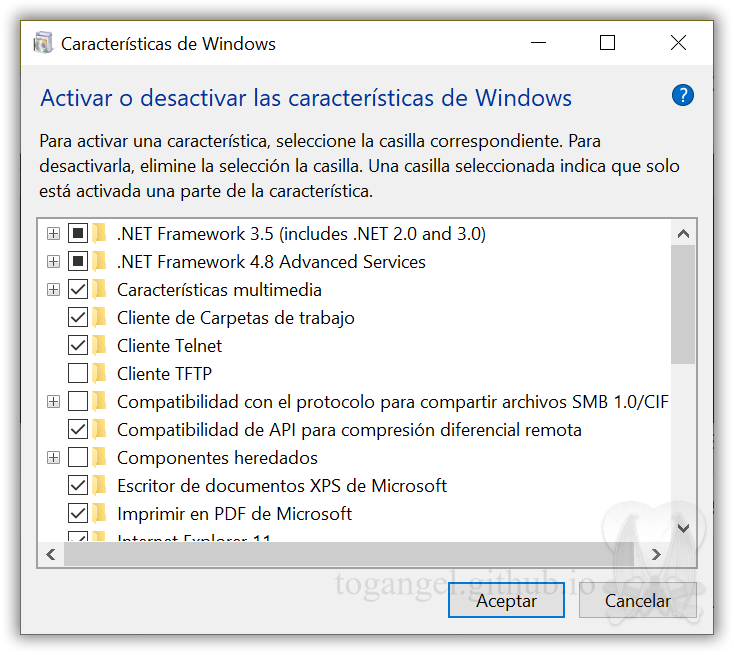 Características de Windows
Activar o desactivar las características de Windows
?
Para activar una característica, seleccione la casilla correspondiente. Para
desactivarla, elimine la selección la casilla. Una casilla seleccionada indica que solo
está activada una parte de la característica.
.NET Framework 3.5 (includes .NET 2.0 and 3.0)
.NET Framework 4.8 Advanced Services
Características multimedia
Cliente de Carpetas de trabajo
Cliente Telnet
Cliente TFTP
Compatibilidad con el protocolo para compartir archivos SMB 1.0/CIF
Compatibilidad de API para compresión diferencial remota
Componentes heredados
Escritor de documentos XPS de Microsoft
Imprimir en PDF de Microsoft
Internet Explorer 11
togangel.github.io
Aceptar
Cancelar